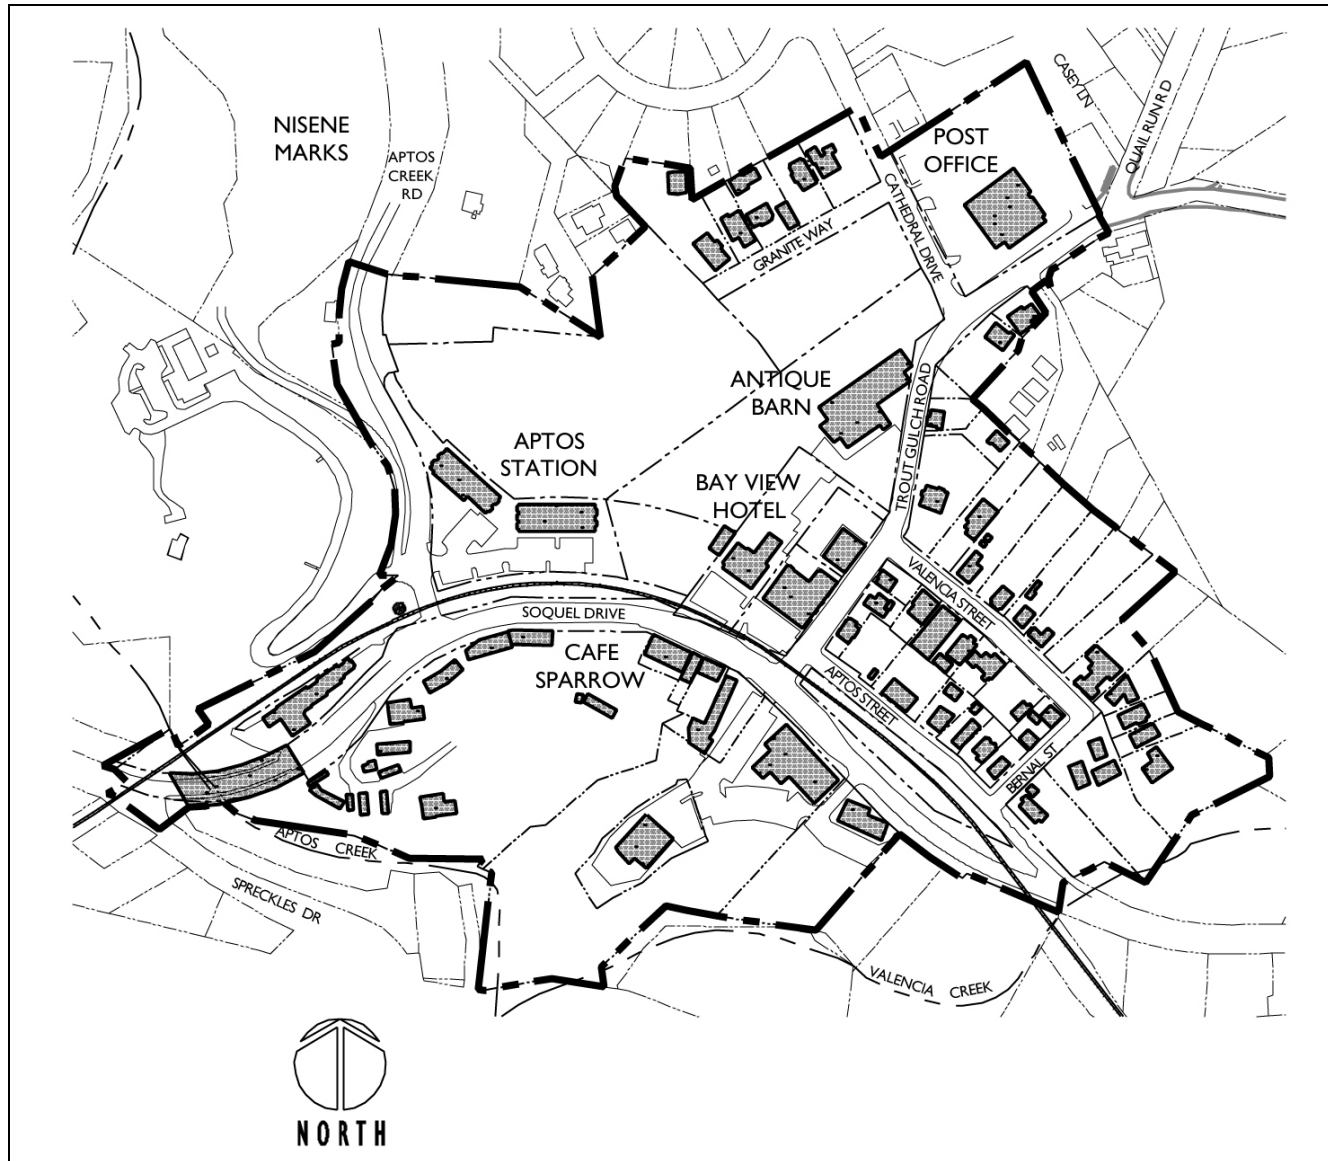 NISENE
MARKS
APTOS
CREEK
RD
CASEY LN
QUAIL RUN RD
POST
OFFICE
CATHEDRAL DRIVE
GRANITE WAY
ANTIQUE
BARN
TROUT GULCH ROAD
APTOS
STATION
BAY VIEW
HOTEL
VALENCIA STREET
SOQUEL DRIVE
CAFE
SPARROW
APTOS STREET
BERNAL ST.
APTOS CREEK
SPRECKLES DR
VALENCIA CREEK
NORTH